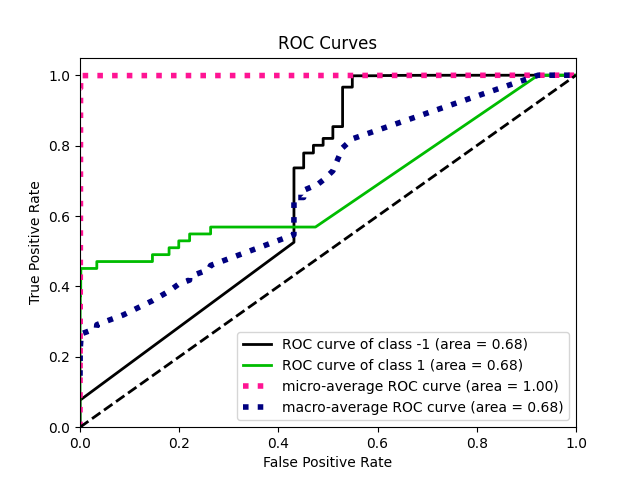 ROC Curves
True Positive Rate
1.0
0.8
0.6
0.4
0.2
0.0
ROC curve of class -1 (area = 0.68)
ROC curve of class 1 (area = 0.68)
micro-average ROC curve (area = 1.00)
macro-average ROC curve (area = 0.68)
0.0 0.2 0.4 0.6 0.8 1.0
False Positive Rate